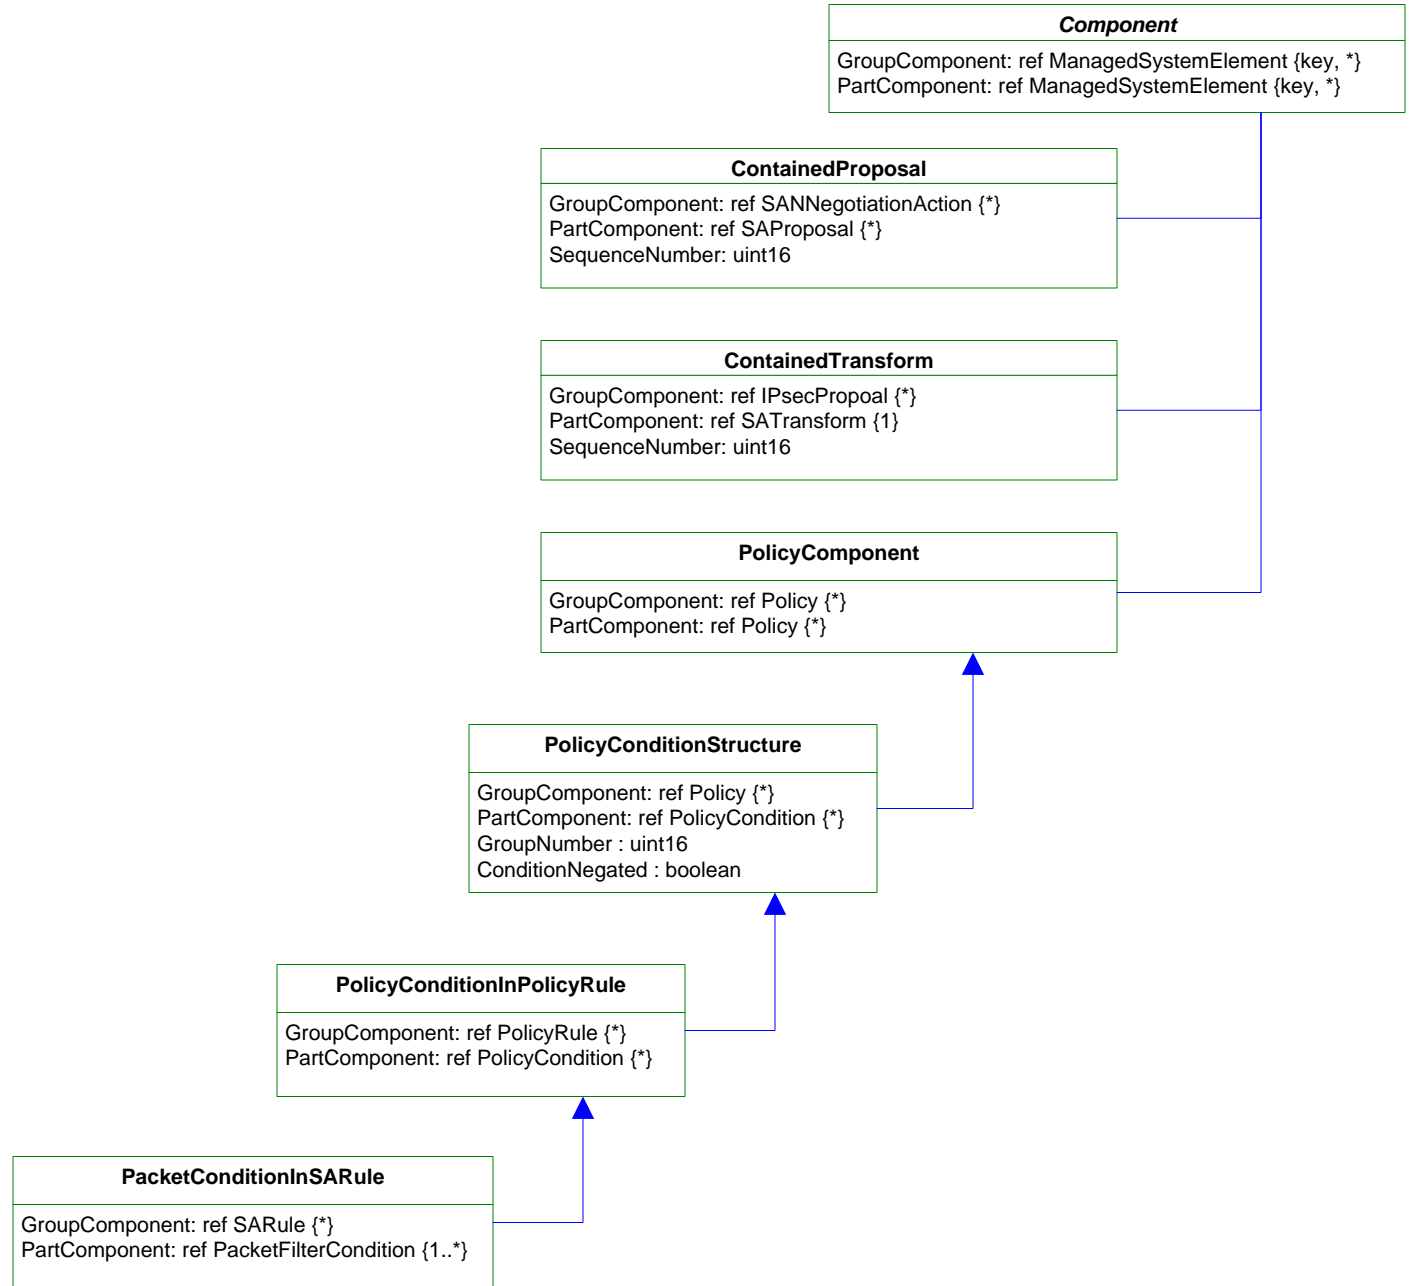 Component
GroupComponent: ref ManagedSystemElement {key, *}
PartComponent: ref ManagedSystemElement {key, *}
ContainedProposal
GroupComponent: ref SANNegotiationAction {*}
PartComponent: ref SAProposal {*}
SequenceNumber: uint16
ContainedTransform
GroupComponent: ref IPsecPropoal {*}
PartComponent: ref SATransform {1}
SequenceNumber: uint16
PolicyComponent
GroupComponent: ref Policy {*}
PartComponent: ref Policy {*}
PolicyConditionStructure
GroupComponent: ref Policy {*}
PartComponent: ref PolicyCondition {*}
GroupNumber : uint16
ConditionNegated : boolean
PolicyConditionInPolicyRule
GroupComponent: ref PolicyRule {*}
PartComponent: ref PolicyCondition {*}
PacketConditionInSARule
GroupComponent: ref SARule {*}
PartComponent: ref PacketFilterCondition {1..*}